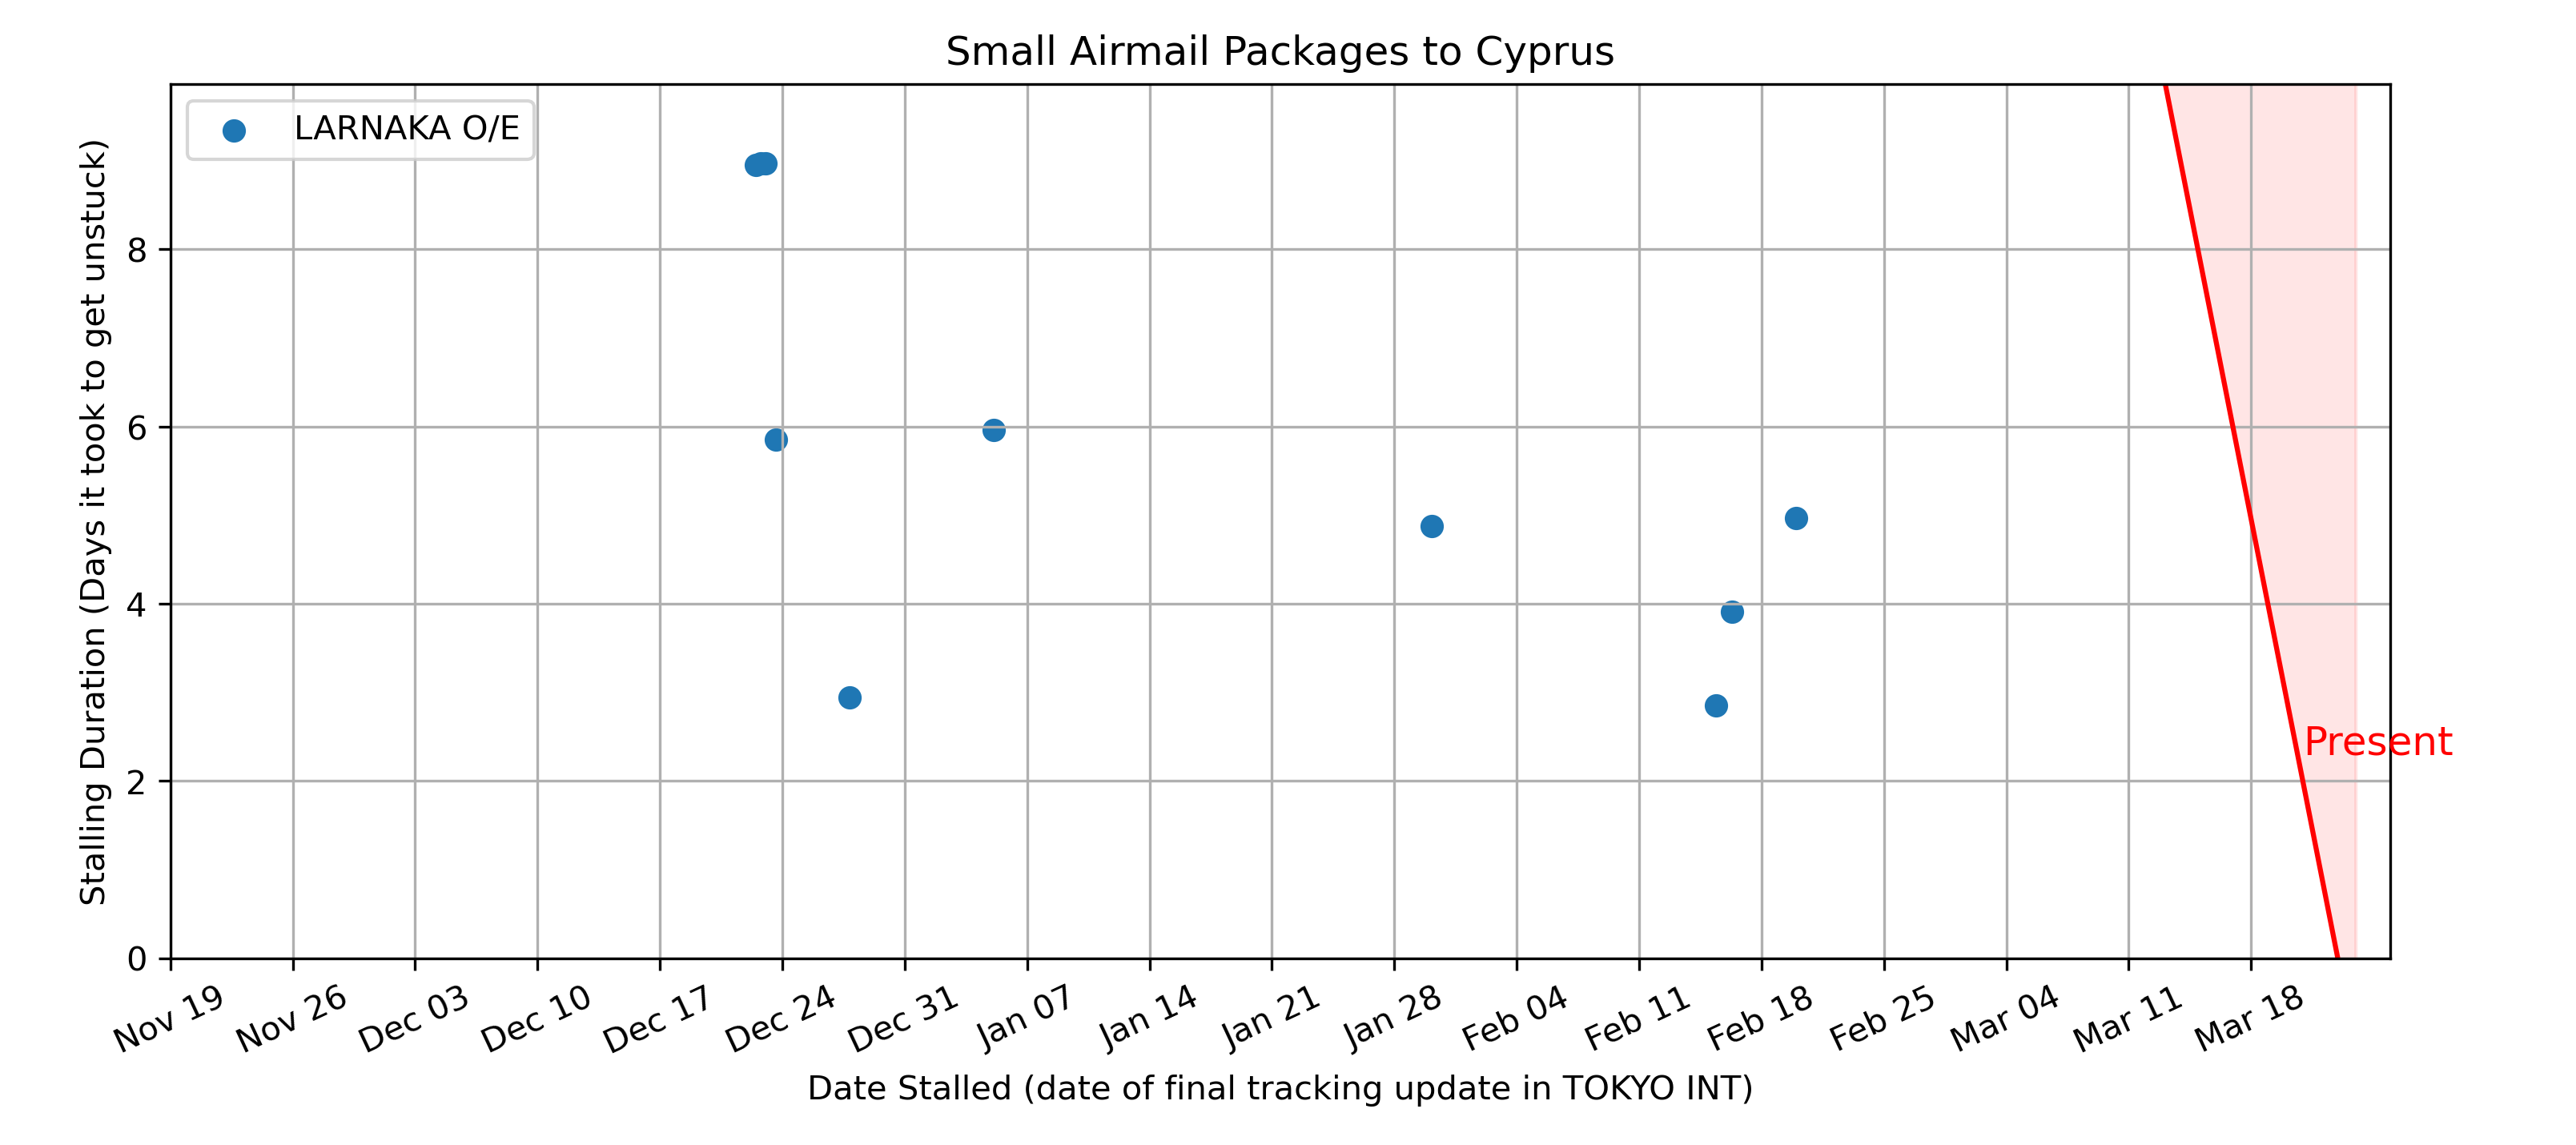 Small Airmail Packages to Cyprus
LARNAKA O/E
Stalling Duration (Days it took to get unstuck)
8
6
4
2
0
Present
Nov 19 Nov 26 Dec 03 Dec 10 Dec 17 Dec 24 Dec 31 Jan 07 Jan 14 Jan 21 Jan 28 Feb 04 Feb 11 Feb 18 Feb 25 Mar 04 Mar 11 Mar 18
Date Stalled (date of final tracking update in TOKYO INT)